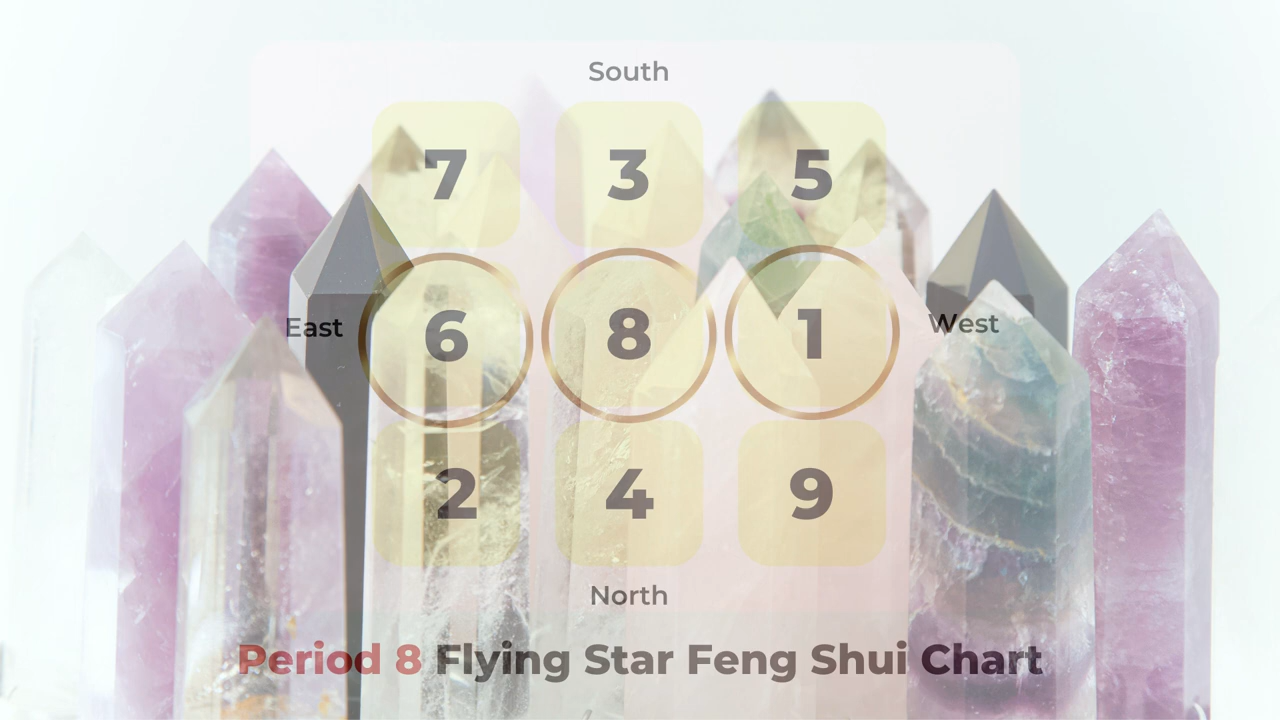 South
7 3 5
East 6 8 1 West
2 4 9
North
Period 8 Flying Star Feng Shui Chart